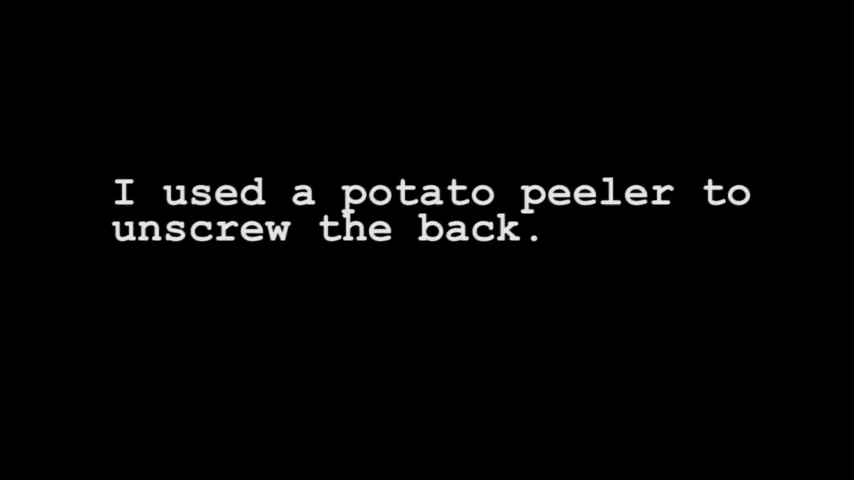 I used a potato peeler to
unscrew the back.